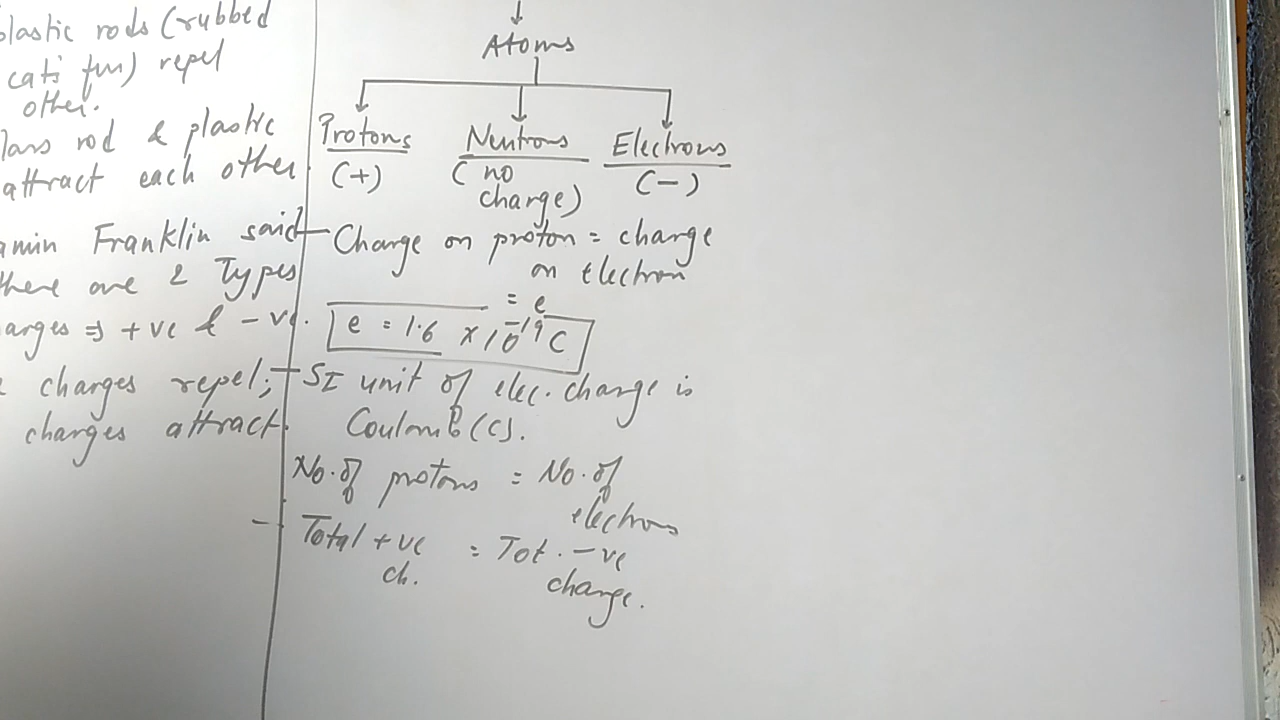 plastic rods (rubbed
cat's fur) repel
other.
glass rod & plastic
attract each other
amin Franklin said
there are 2 Types
arges ⇒ +ve & -ve.
charges repel;
charges attract
Atoms
Protons Neutrons Electrons
(+) (no charge) (-)
- Charge on proton = charge
on electron
= e
e = 1.6 × 10⁻¹⁹ C
- SI unit of elec. charge is
Coulomb (C).
No. of protons = No. of
electrons
- Total +ve = Tot. -ve
ch. charge.